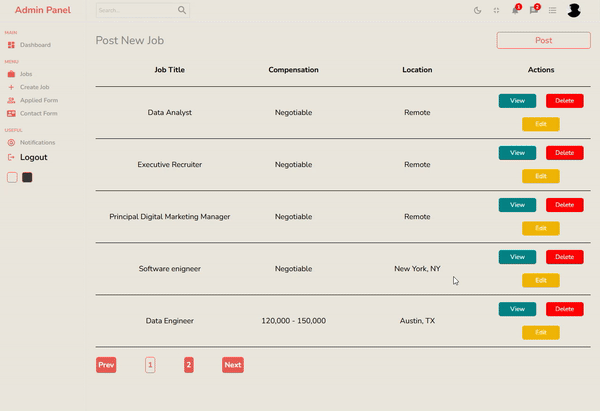 Admin Panel
Search...
1
2
MAIN
Dashboard
MENU
Jobs
Create Job
Applied Form
Contact Form
USEFUL
Notifications
Logout
Post New Job
Post
Job Title Compensation Location Actions
Data Analyst Negotiable Remote View Delete
Edit
Executive Recruiter Negotiable Remote View Delete
Edit
Principal Digital Marketing Manager Negotiable Remote View Delete
Edit
Software enigneer Negotiable New York, NY View Delete
Edit
Data Engineer 120,000 - 150,000 Austin, TX View Delete
Edit
Prev 1 2 Next